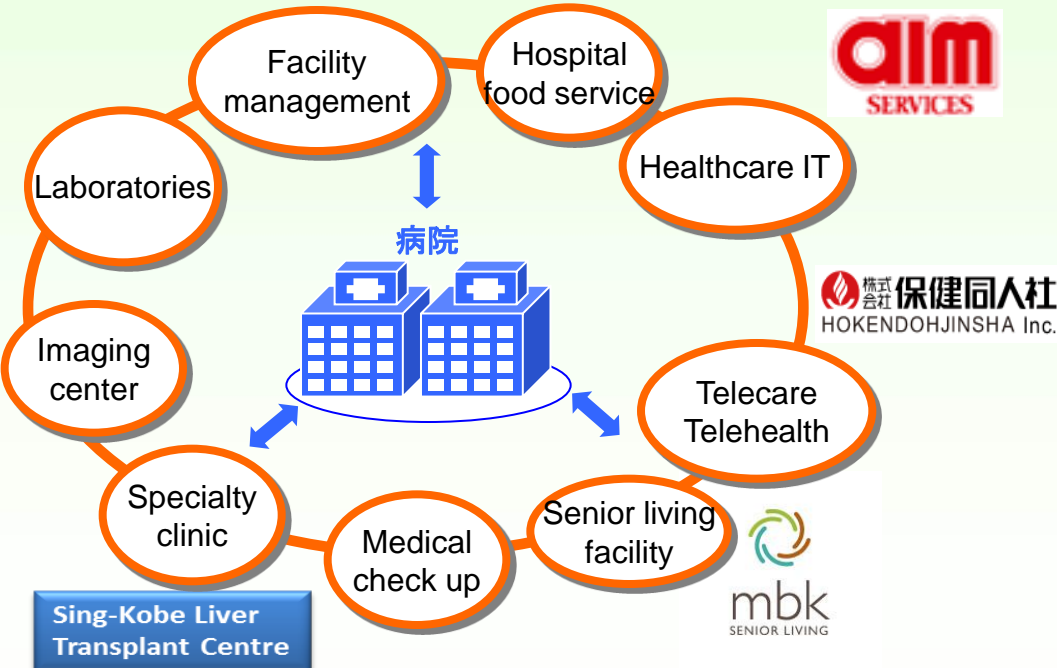 Facility
management
Hospital
food service
aim
SERVICES
Healthcare IT
Laboratories
病院
株式
会社 保健同人社
HOKENDOHJINSHA Inc.
Imaging
center
Telecare
Telehealth
Specialty
clinic
Medical
check up
Senior living
facility
mbk
SENIOR LIVING
Sing-Kobe Liver
Transplant Centre